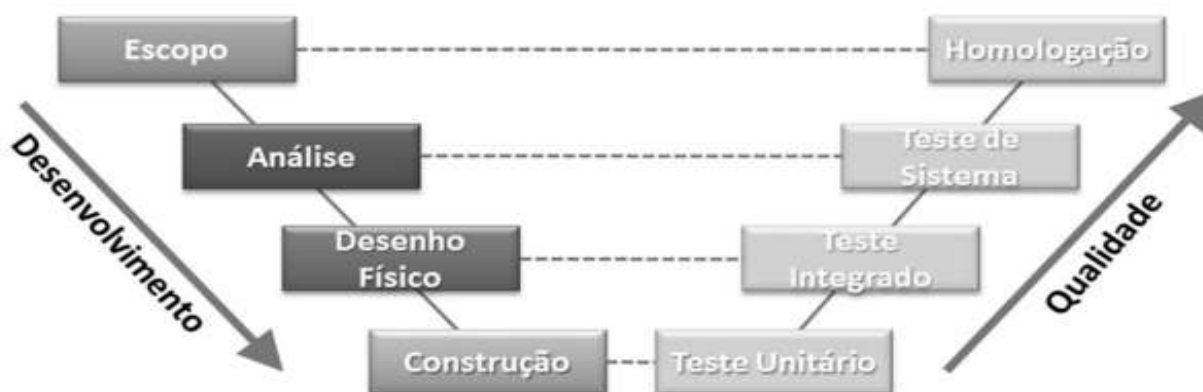 Escopo
Homologação
Análise
Teste de
Sistema
Desenvolvimento
Desenho
Físico
Teste
Integrado
Qualidade
Construção
Teste Unitário